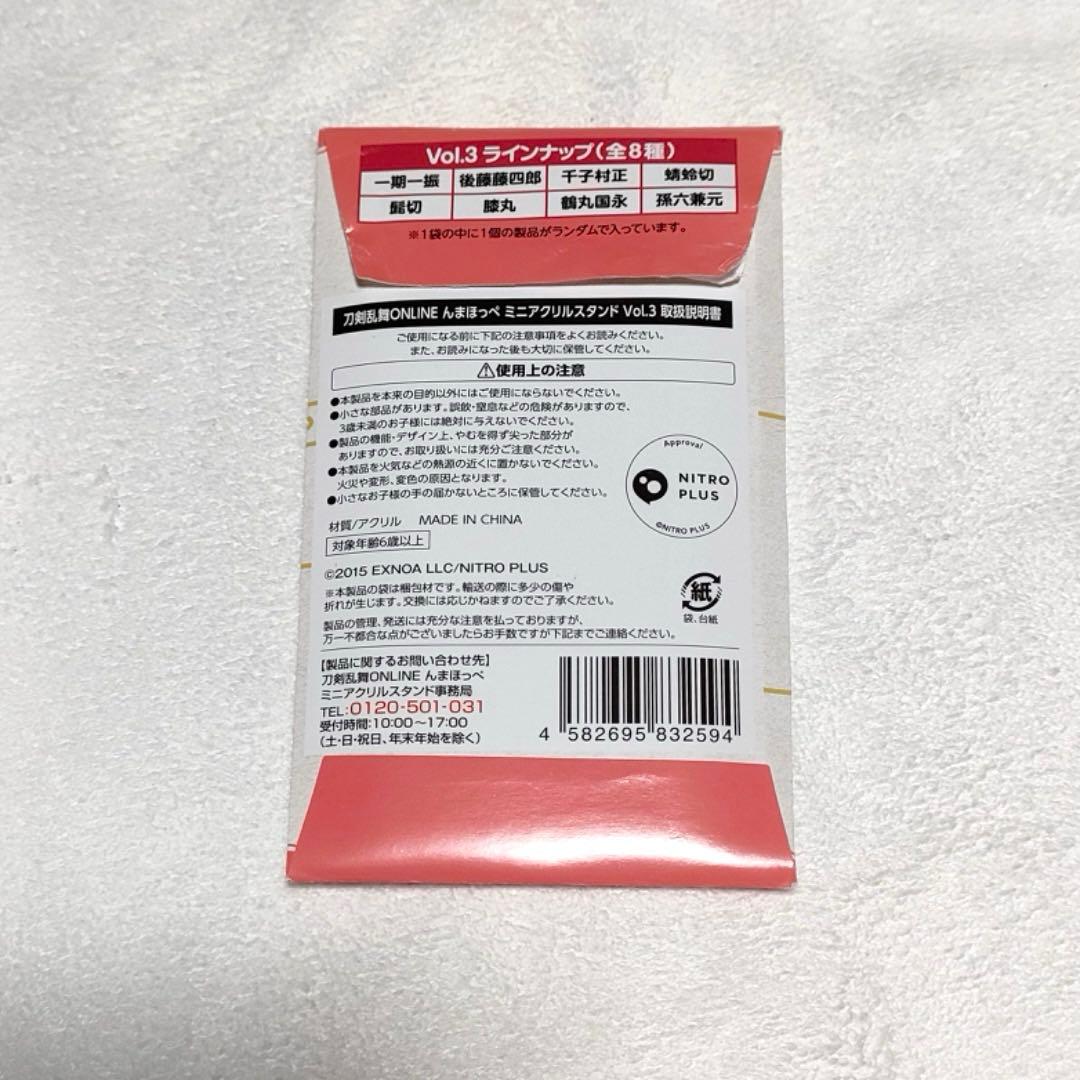 Vol.3 ラインナップ(全8種)
一期一振 後藤藤四郎 千子村正 蜻蛉切
髭切 膝丸 鶴丸国永 孫六兼元
※1袋の中に1個の製品がランダムで入っています。
刀剣乱舞ONLINE んまほっぺ ミニアクリルスタンド Vol.3 取扱説明書
ご使用になる前に下記の注意事項をよくお読みください。
また、お読みになった後も大切に保管してください。
⚠使用上の注意
●本製品を本来の目的以外にはご使用にならないでください。
●小さな部品があります。誤飲・窒息などの危険がありますので、
3歳未満のお子様には絶対に与えないでください。
●製品の機能・デザイン上、やむを得ず尖った部分が
ありますので、お取り扱いには充分ご注意ください。
●本製品を火気などの熱源の近くに置かないでください。
火災や変形、変色の原因となります。
●小さなお子様の手の届かないところに保管してください。
Approval
NITRO
PLUS
©NITRO PLUS
材質/アクリル MADE IN CHINA
対象年齢6歳以上
©2015 EXNOA LLC/NITRO PLUS
※本製品の袋は梱包材です。輸送の際に多少の傷や
折れが生じます。交換には応じかねますのでご了承ください。
紙
袋、台紙
製品の管理、発送には充分な注意を払っておりますが、
万一不都合な点がございましたらお手数ですが下記までご連絡ください。
【製品に関するお問い合わせ先】
刀剣乱舞ONLINE んまほっぺ
ミニアクリルスタンド事務局
TEL:0120-501-031
受付時間:10:00〜17:00
(土・日・祝日、年末年始を除く)
4 582695 832594